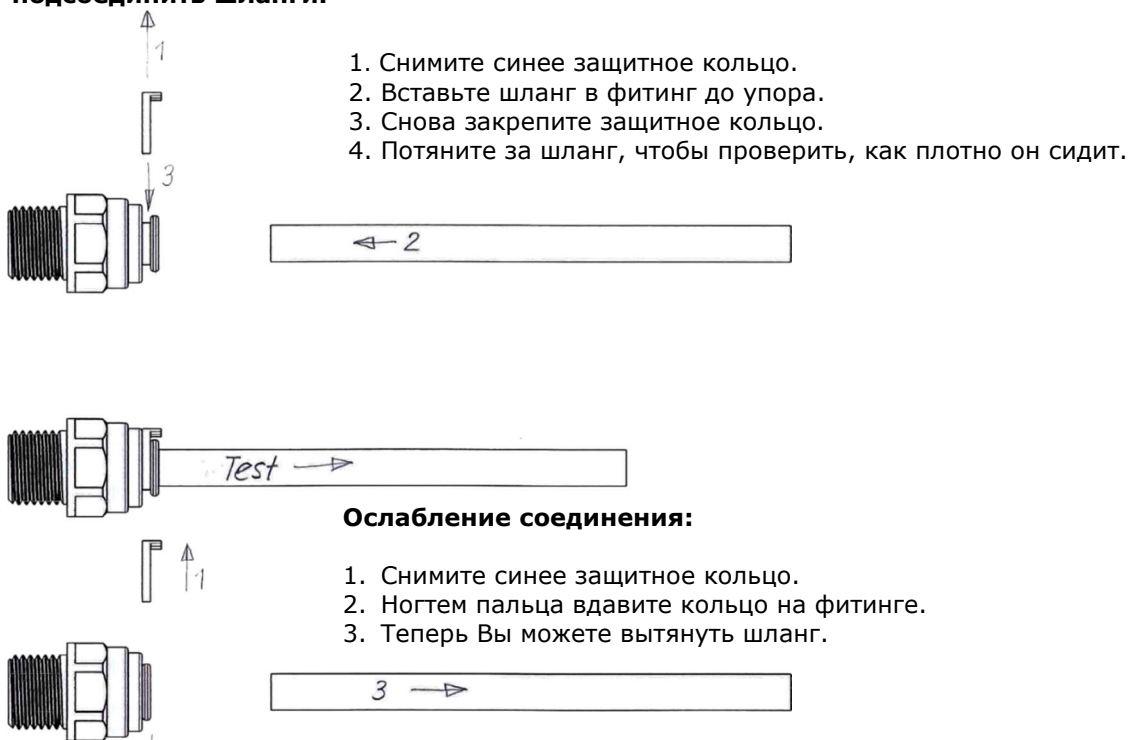 подсоединить шланги:
1
1. Снимите синее защитное кольцо.
2. Вставьте шланг в фитинг до упора.
3. Снова закрепите защитное кольцо.
4. Потяните за шланг, чтобы проверить, как плотно он сидит.
3
2
Test
Ослабление соединения:
1
1. Снимите синее защитное кольцо.
2. Ногтем пальца вдавите кольцо на фитинге.
3. Теперь Вы можете вытянуть шланг.
3